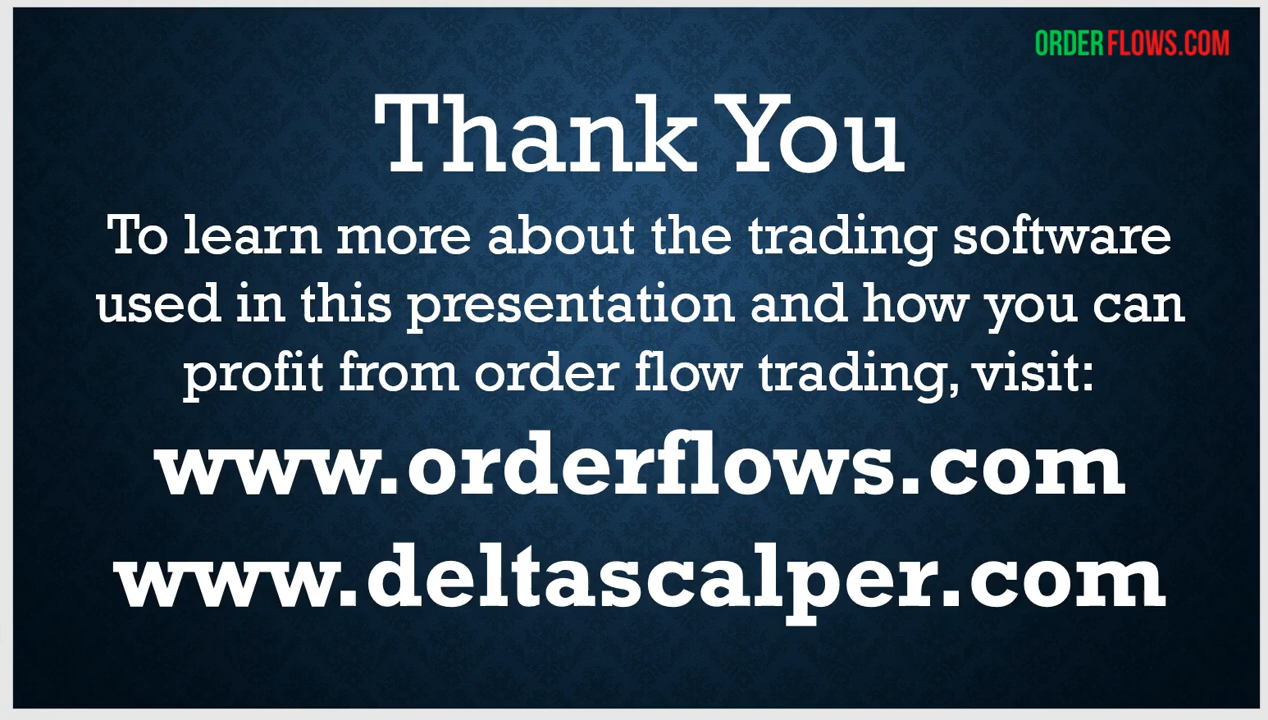 ORDERFLOWS.COM
Thank You
To learn more about the trading software
used in this presentation and how you can
profit from order flow trading, visit:
www.orderflows.com
www.deltascalper.com